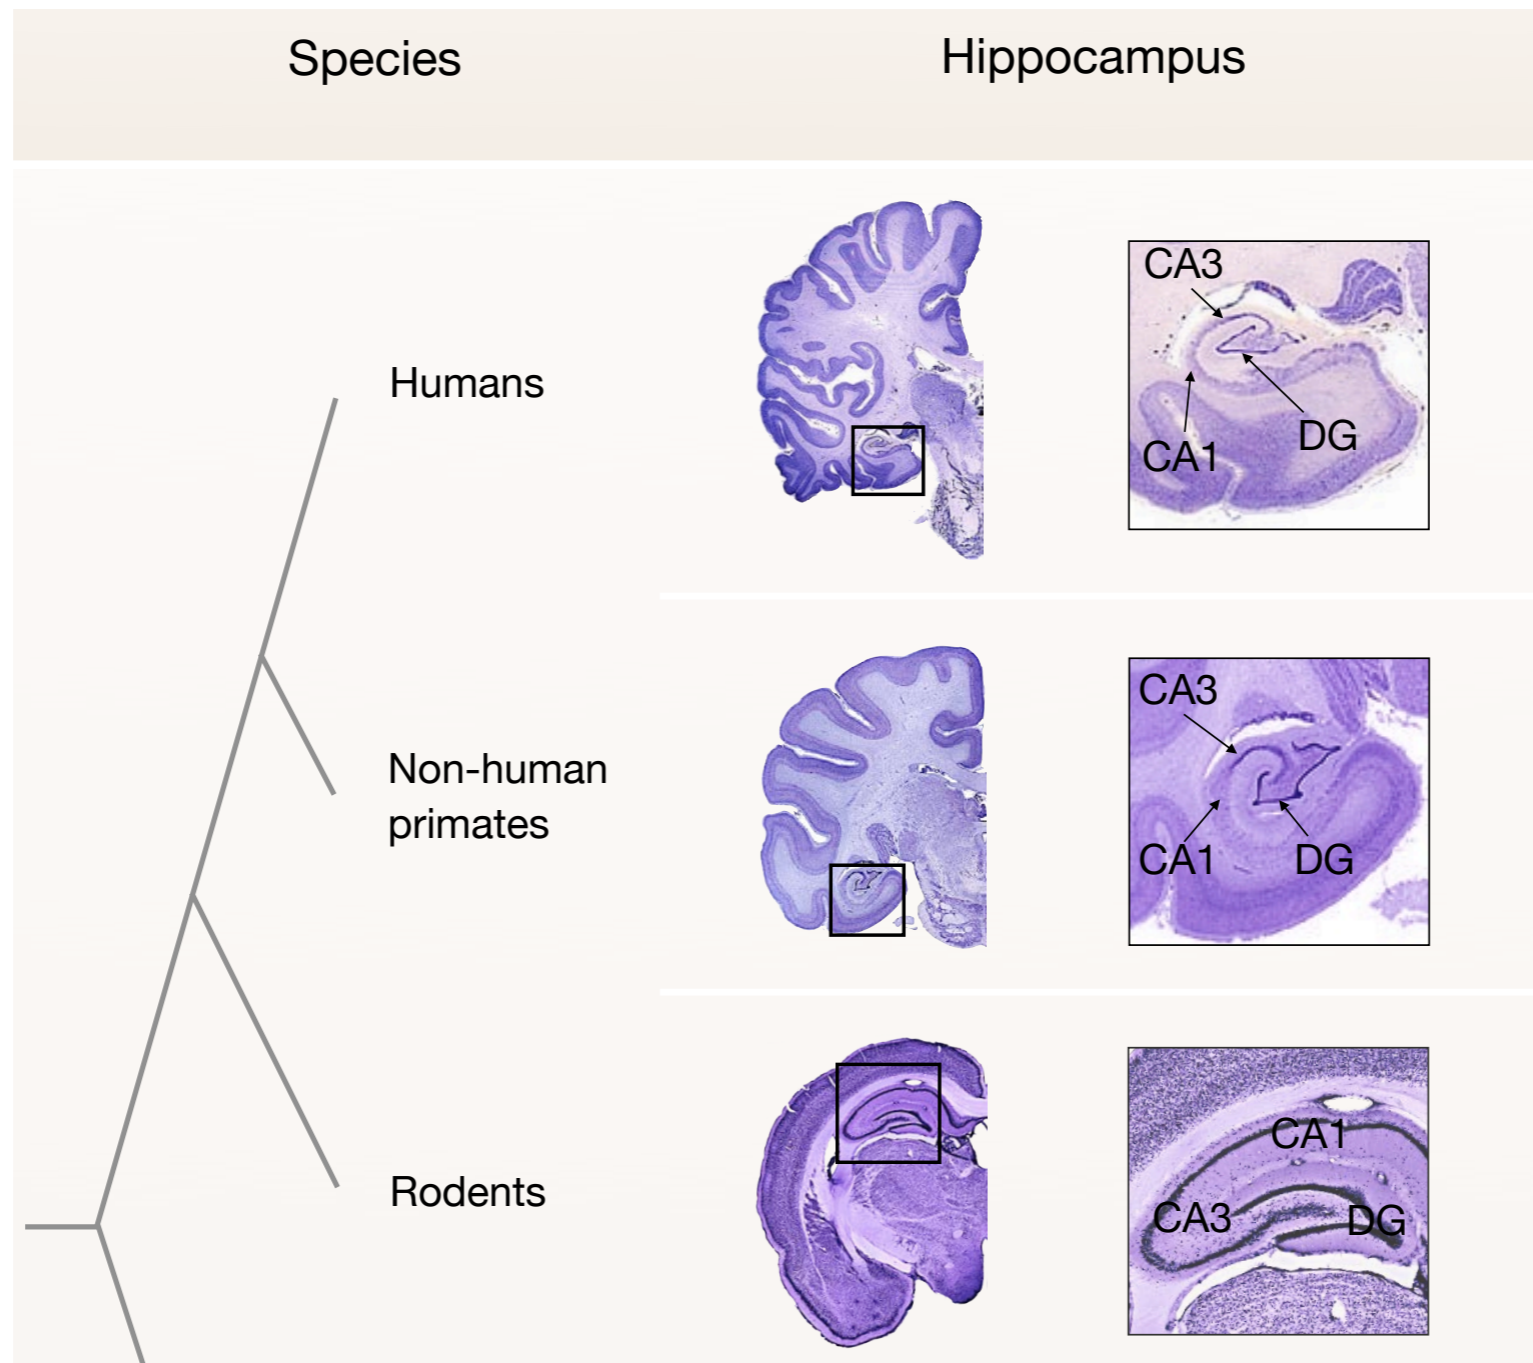 Species
Hippocampus
Humans
CA3
CA1
DG
Non-human
primates
CA3
CA1
DG
Rodents
CA1
CA3
DG